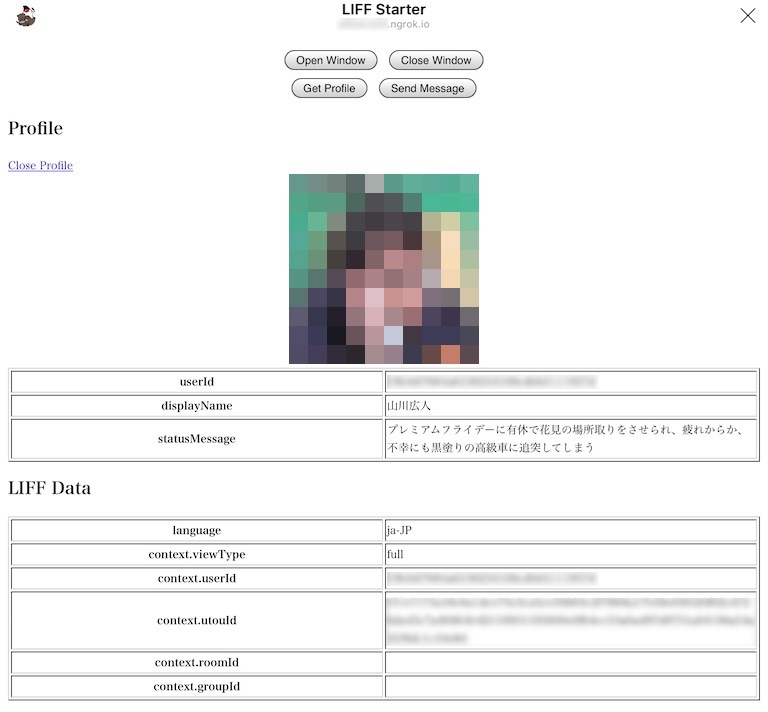 LIFF Starter
.ngrok.io
Open Window Close Window
Get Profile Send Message
Profile
Close Profile
userId
displayName 山川広人
statusMessage プレミアムフライデーに有休で花見の場所取りをさせられ、疲れからか、
不幸にも黒塗りの高級車に追突してしまう
LIFF Data
language ja-JP
context.viewType full
context.userId
context.utouId
context.roomId
context.groupId